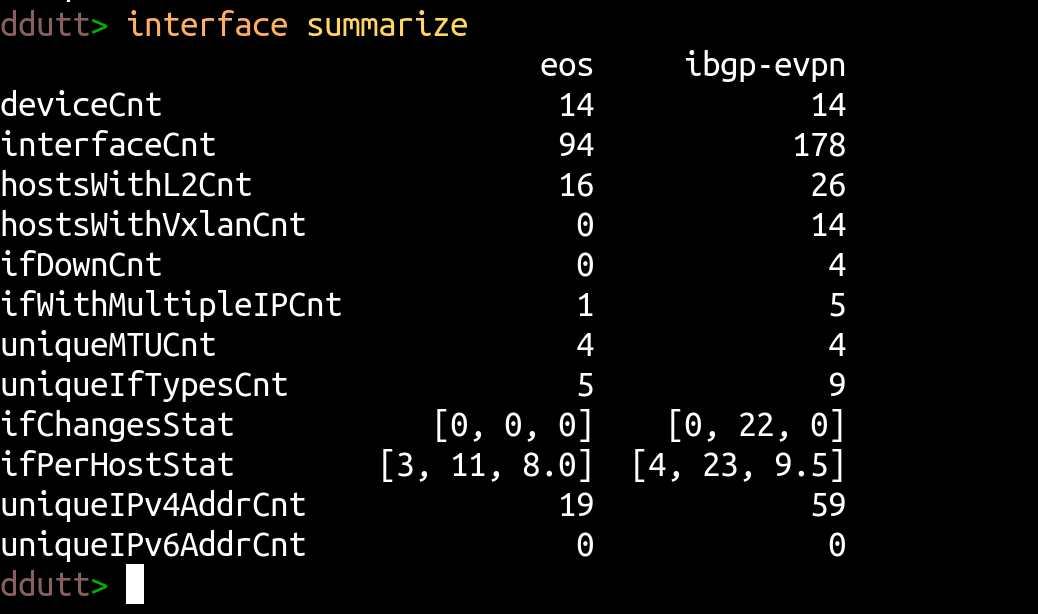 ddutt> interface summarize
eos ibgp-evpn
deviceCnt 14 14
interfaceCnt 94 178
hostsWithL2Cnt 16 26
hostsWithVxlanCnt 0 14
ifDownCnt 0 4
ifWithMultipleIPCnt 1 5
uniqueMTUCnt 4 4
uniqueIfTypesCnt 5 9
ifChangesStat [0, 0, 0] [0, 22, 0]
ifPerHostStat [3, 11, 8.0] [4, 23, 9.5]
uniqueIPv4AddrCnt 19 59
uniqueIPv6AddrCnt 0 0
ddutt>